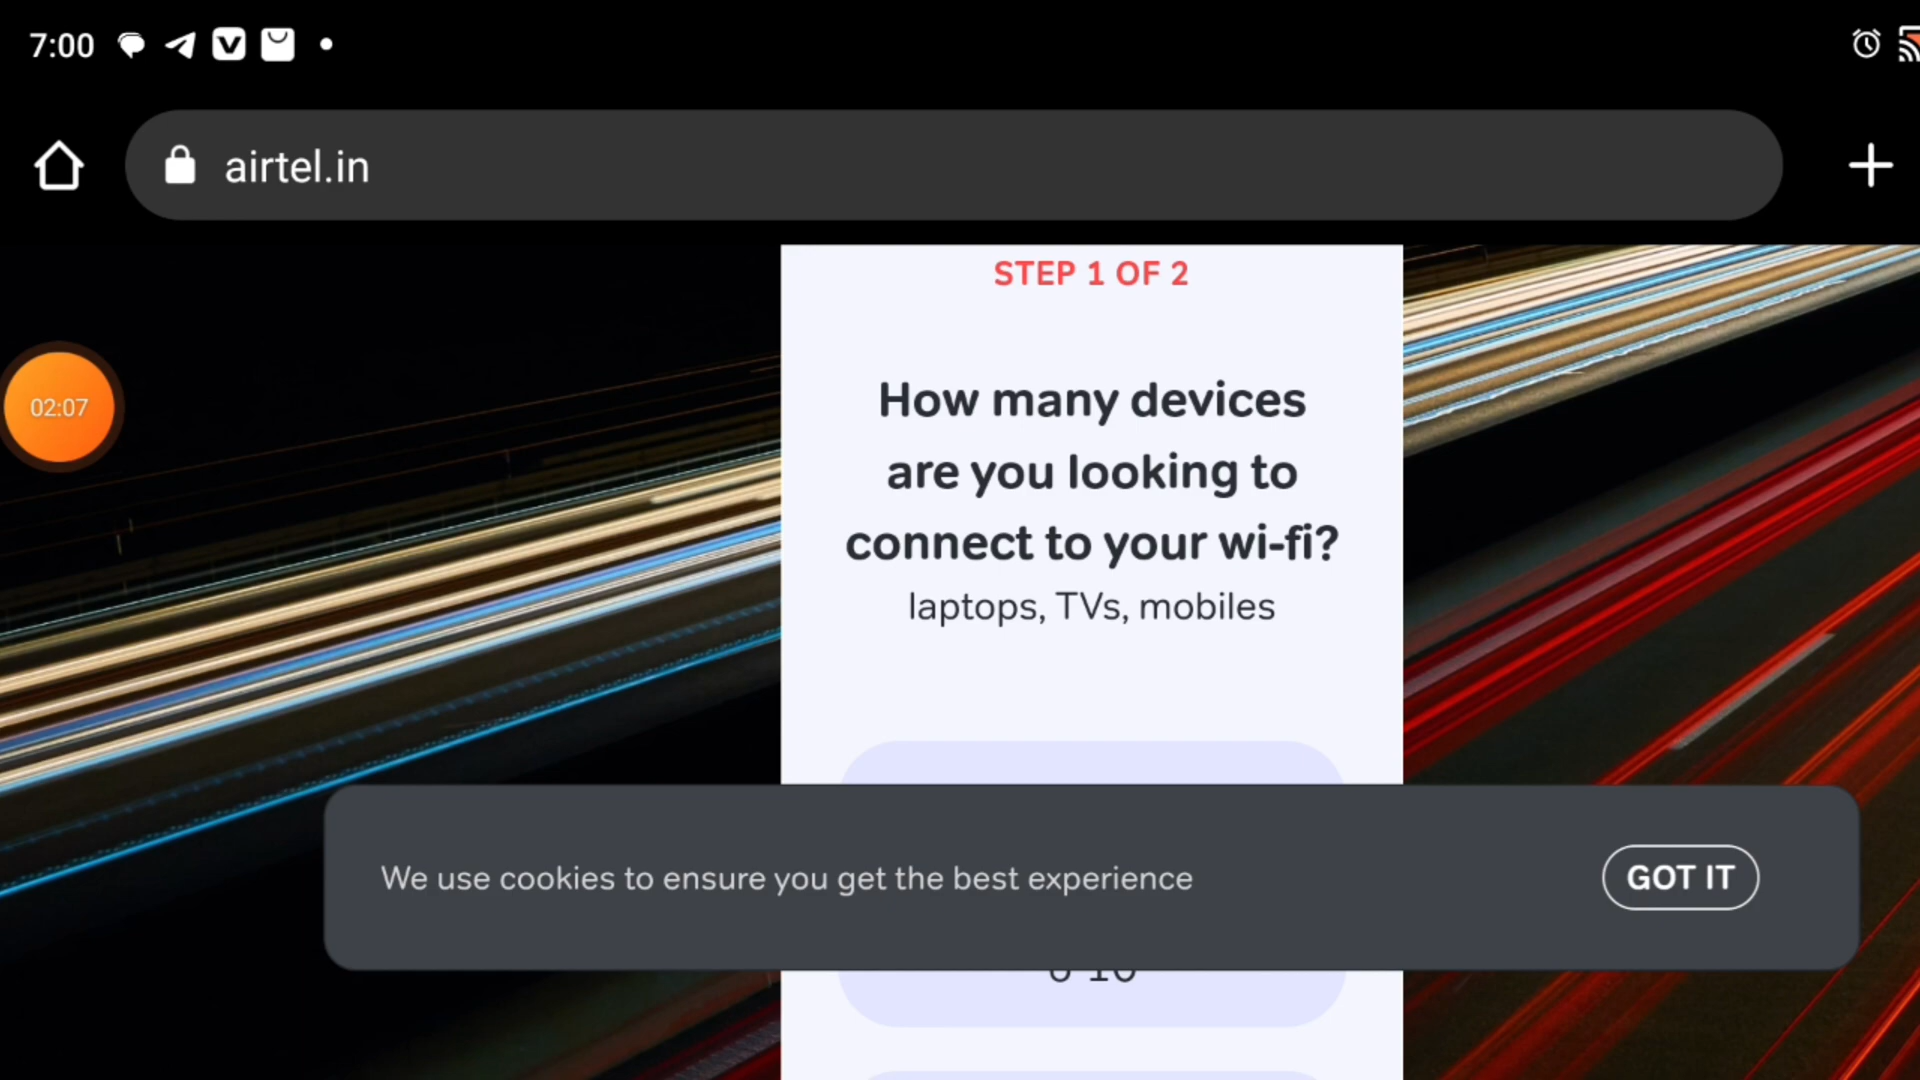 7:00
airtel.in
STEP 1 OF 2
02:07
How many devices
are you looking to
connect to your wi-fi?
laptops, TVs, mobiles
We use cookies to ensure you get the best experience
GOT IT